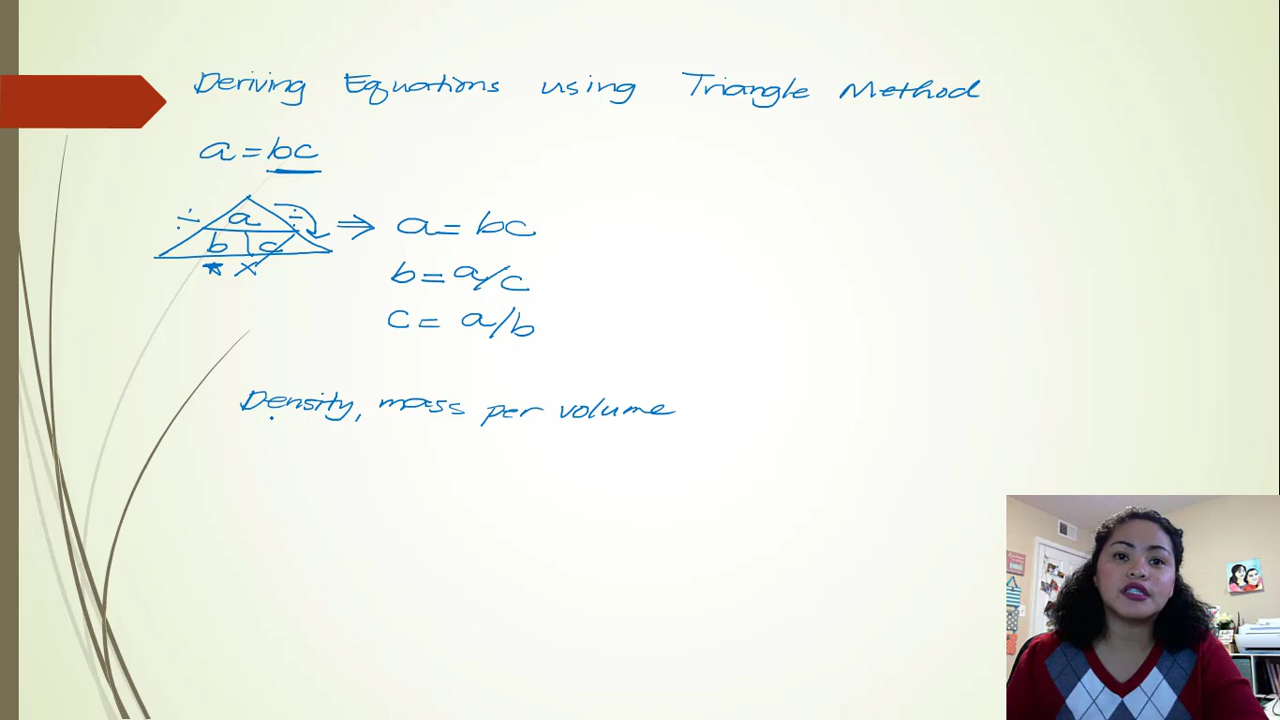 Deriving Equations using Triangle Method
a = bc
÷ a ÷ ⇒ a = bc
b c
* x
b = a/c
c = a/b
Density, mass per volume